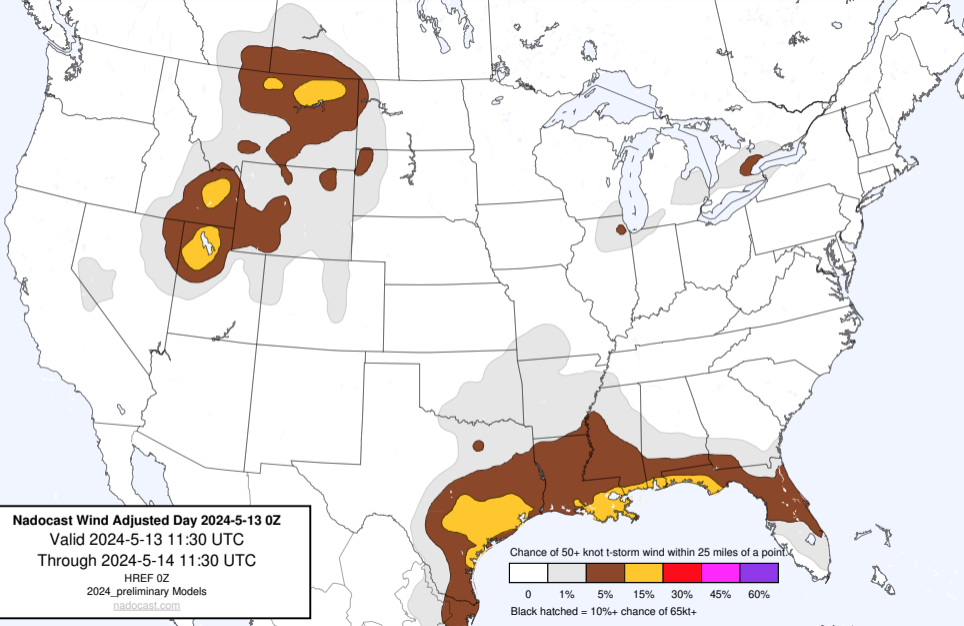 Nadocast Wind Adjusted Day 2024-5-13 0Z
Valid 2024-5-13 11:30 UTC
Through 2024-5-14 11:30 UTC
HREF 0Z
2024_preliminary Models
nadocast.com
Chance of 50+ knot t-storm wind within 25 miles of a point.
0 1% 5% 15% 30% 45% 60%
Black hatched = 10%+ chance of 65kt+